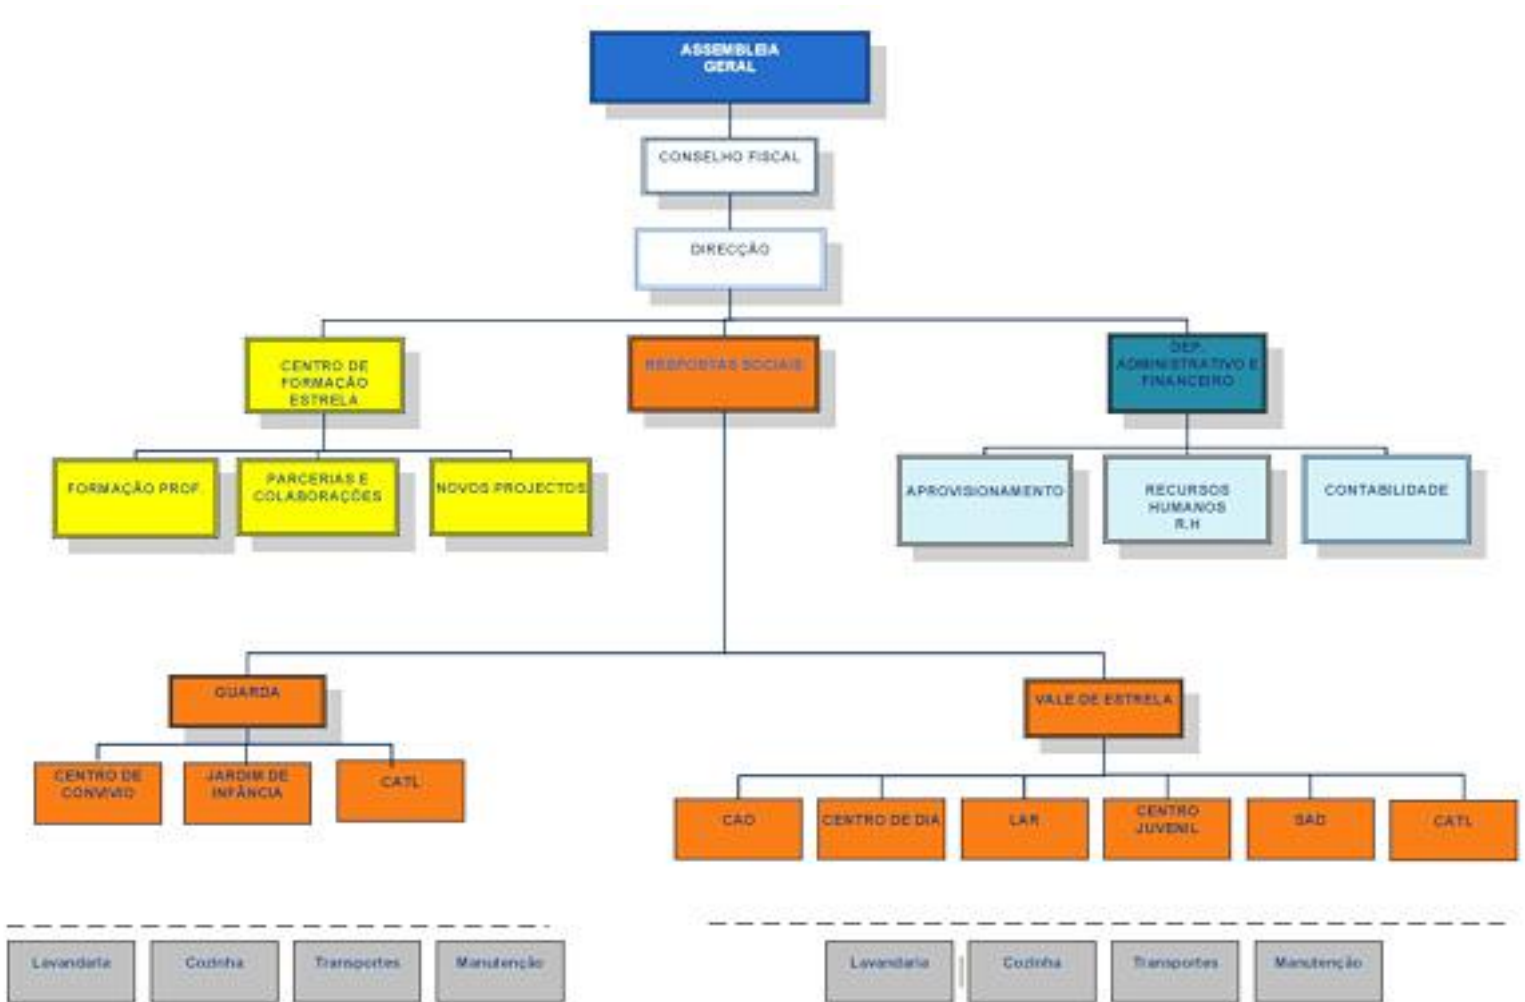 ASSEMBLEIA
GERAL
CONSELHO FISCAL
DIRECÇÃO
CENTRO DE
FORMAÇÃO
ESTRELA
RESPOSTAS SOCIAIS
DEP.
ADMINISTRATIVO E
FINANCEIRO
FORMAÇÃO PROF.
PARCERIAS E
COLABORAÇÕES
NOVOS PROJECTOS
APROVISIONAMENTO
RECURSOS
HUMANOS
R.H
CONTABILIDADE
GUARDA
VALE DE ESTRELA
CENTRO DE
CONVIVIO
JARDIM DE
INFÂNCIA
CATL
CAO
CENTRO DE DIA
LAR
CENTRO
JUVENIL
SAD
CATL
Lavandaria
Cozinha
Transportes
Manutenção
Lavandaria
Cozinha
Transportes
Manutenção